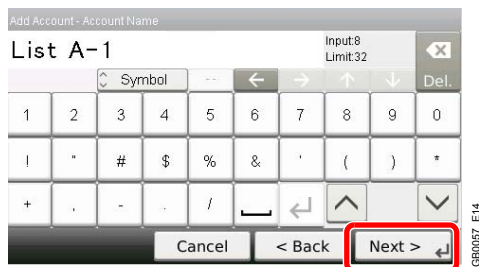 Add Account - Account Name
List A-1
Input:8
Limit:32
Symbol -- ← → ↑ ↓ Del.
1 2 3 4 5 6 7 8 9 0
! " # $ % & ' ( ) *
+ , - . /
Cancel < Back Next >
GB0057_E14